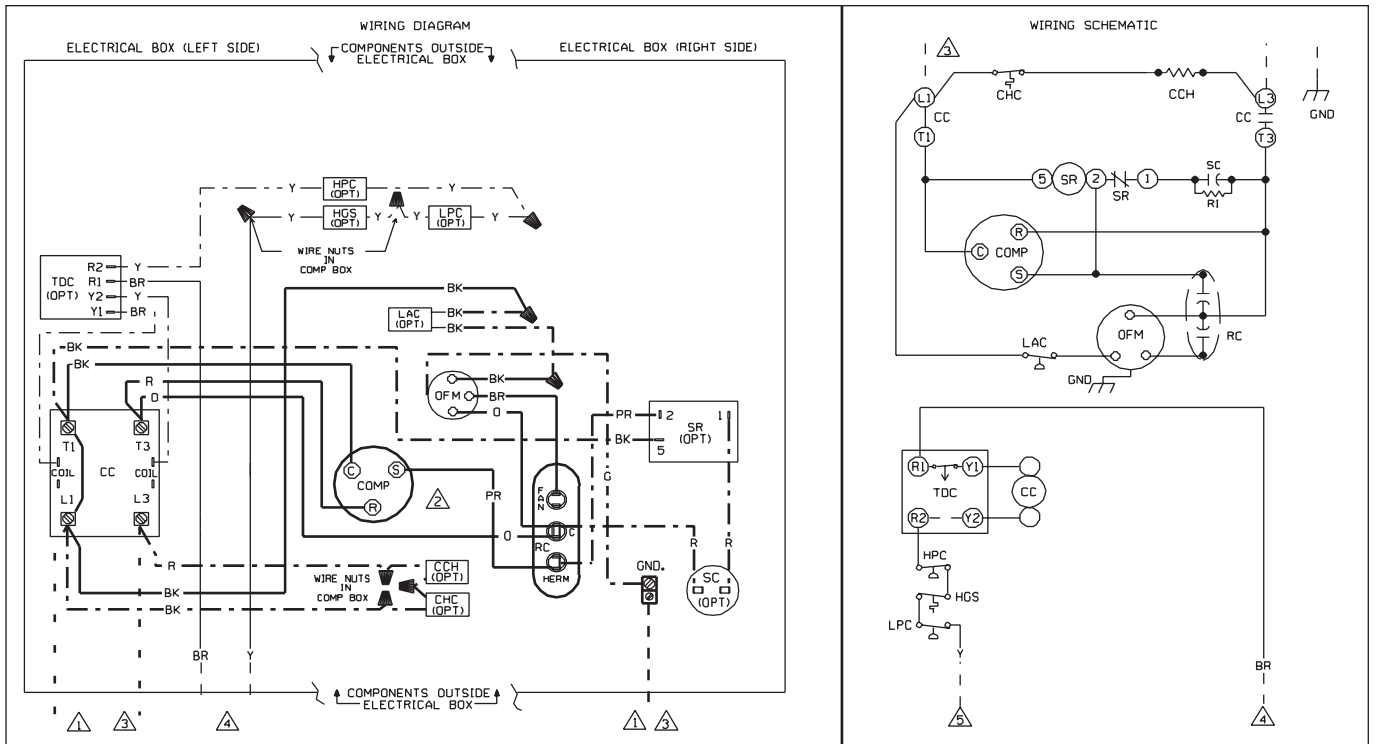 WIRING DIAGRAM
ELECTRICAL BOX (LEFT SIDE)
COMPONENTS OUTSIDE
ELECTRICAL BOX
ELECTRICAL BOX (RIGHT SIDE)
Y
HPC
(OPT)
Y
Y
HGS
(OPT)
Y
Y
LPC
(OPT)
Y
WIRE NUTS
IN
COMP BOX
TDC
(OPT)
R2
Y
R1
BR
Y2
Y
Y1
BR
BK
LAC
(OPT)
BK
BK
BK
BK
R
O
OFM
BK
BR
O
PR
2
1
SR
(OPT)
BK
5
T1
T3
COIL
CC
COIL
L1
L3
C
S
COMP
R
2
PR
G
FAN
C
O
RC
HERM
R
R
R
WIRE NUTS
IN
COMP BOX
CCH
(OPT)
CHC
(OPT)
BK
BK
GND.
SC
(OPT)
BR
Y
COMPONENTS OUTSIDE
ELECTRICAL BOX
1
3
4
1
3
WIRING SCHEMATIC
3
CHC
CCH
L1
CC
T1
L3
CC
T3
GND
5
SR
2
SR
1
SC
R1
R
C
COMP
S
OFM
RC
LAC
GND
R1
Y1
TDC
CC
R2
Y2
HPC
HGS
LPC
Y
BR
5
4